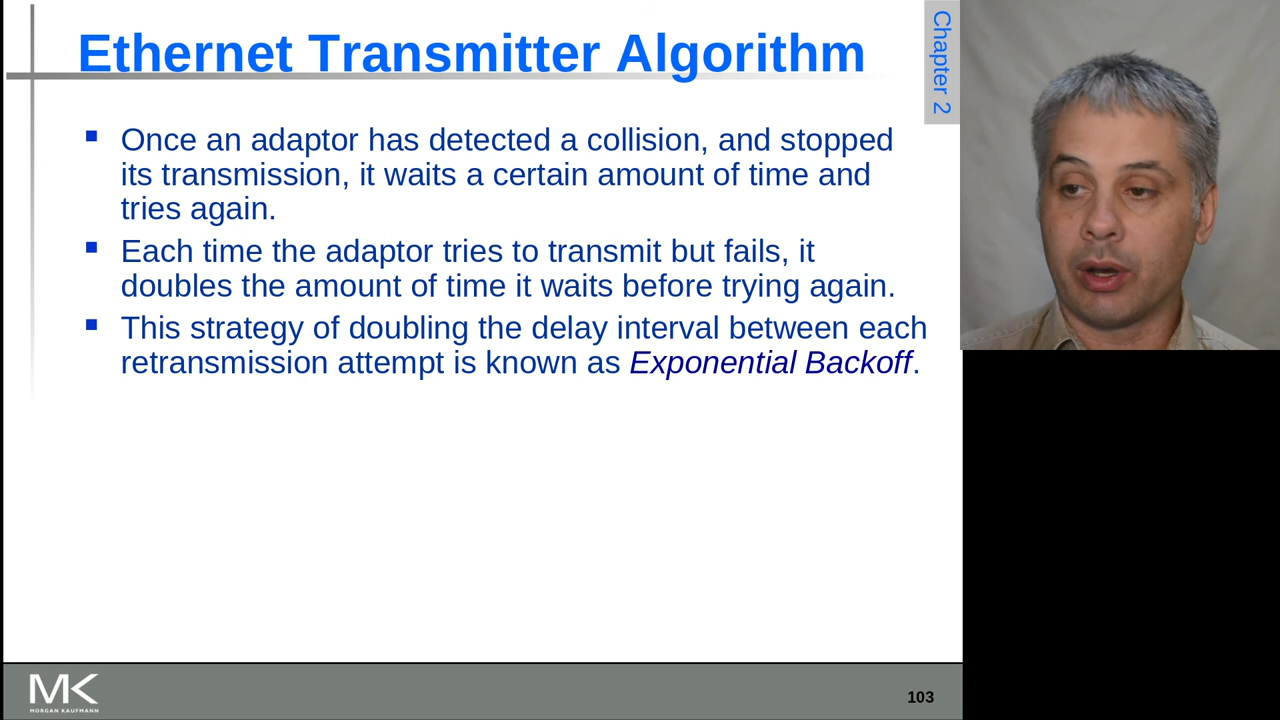 Ethernet Transmitter Algorithm
Chapter 2
Once an adaptor has detected a collision, and stopped
its transmission, it waits a certain amount of time and
tries again.
Each time the adaptor tries to transmit but fails, it
doubles the amount of time it waits before trying again.
This strategy of doubling the delay interval between each
retransmission attempt is known as Exponential Backoff.
MK
MORGAN KAUFMANN
103